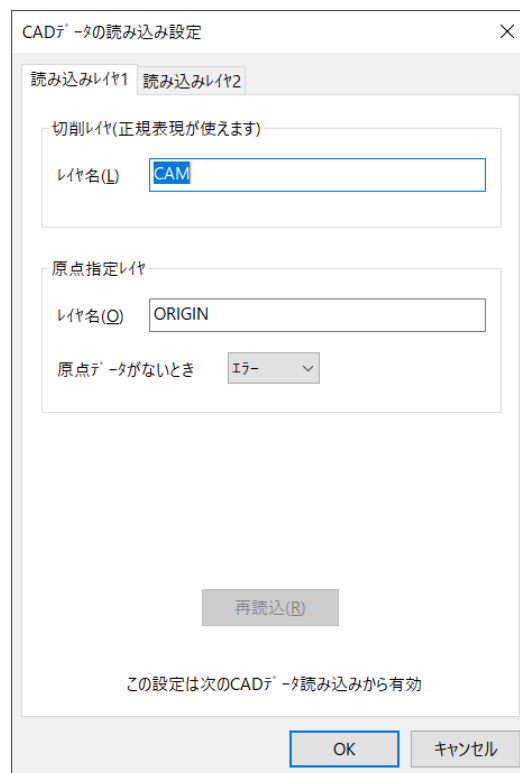 CADﾃﾞｰﾀの読み込み設定
読み込みﾚｲﾔ1
読み込みﾚｲﾔ2
切削ﾚｲﾔ(正規表現が使えます)
ﾚｲﾔ名(L)
CAM
原点指定ﾚｲﾔ
ﾚｲﾔ名(O)
ORIGIN
原点ﾃﾞｰﾀがないとき
ｴﾗｰ
再読込(R)
この設定は次のCADﾃﾞｰﾀ読み込みから有効
OK
ｷｬﾝｾﾙ